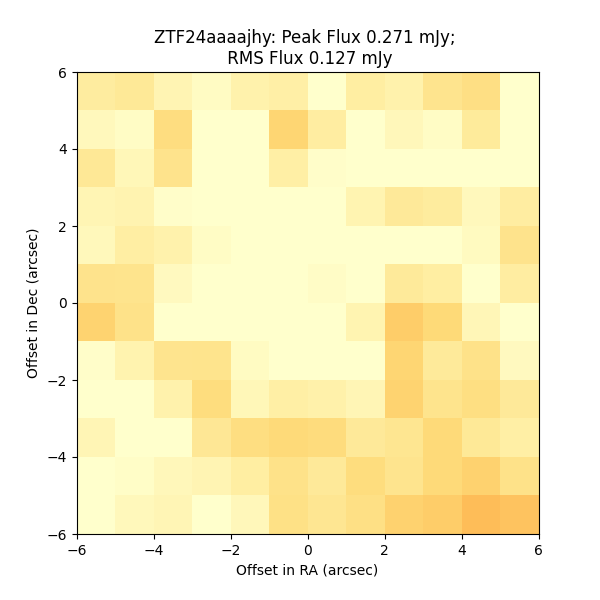 ZTF24aaaajhy: Peak Flux 0.271 mJy;
RMS Flux 0.127 mJy
6
4
2
0
−2
−4
−6
Offset in Dec (arcsec)
−6 −4 −2 0 2 4 6
Offset in RA (arcsec)